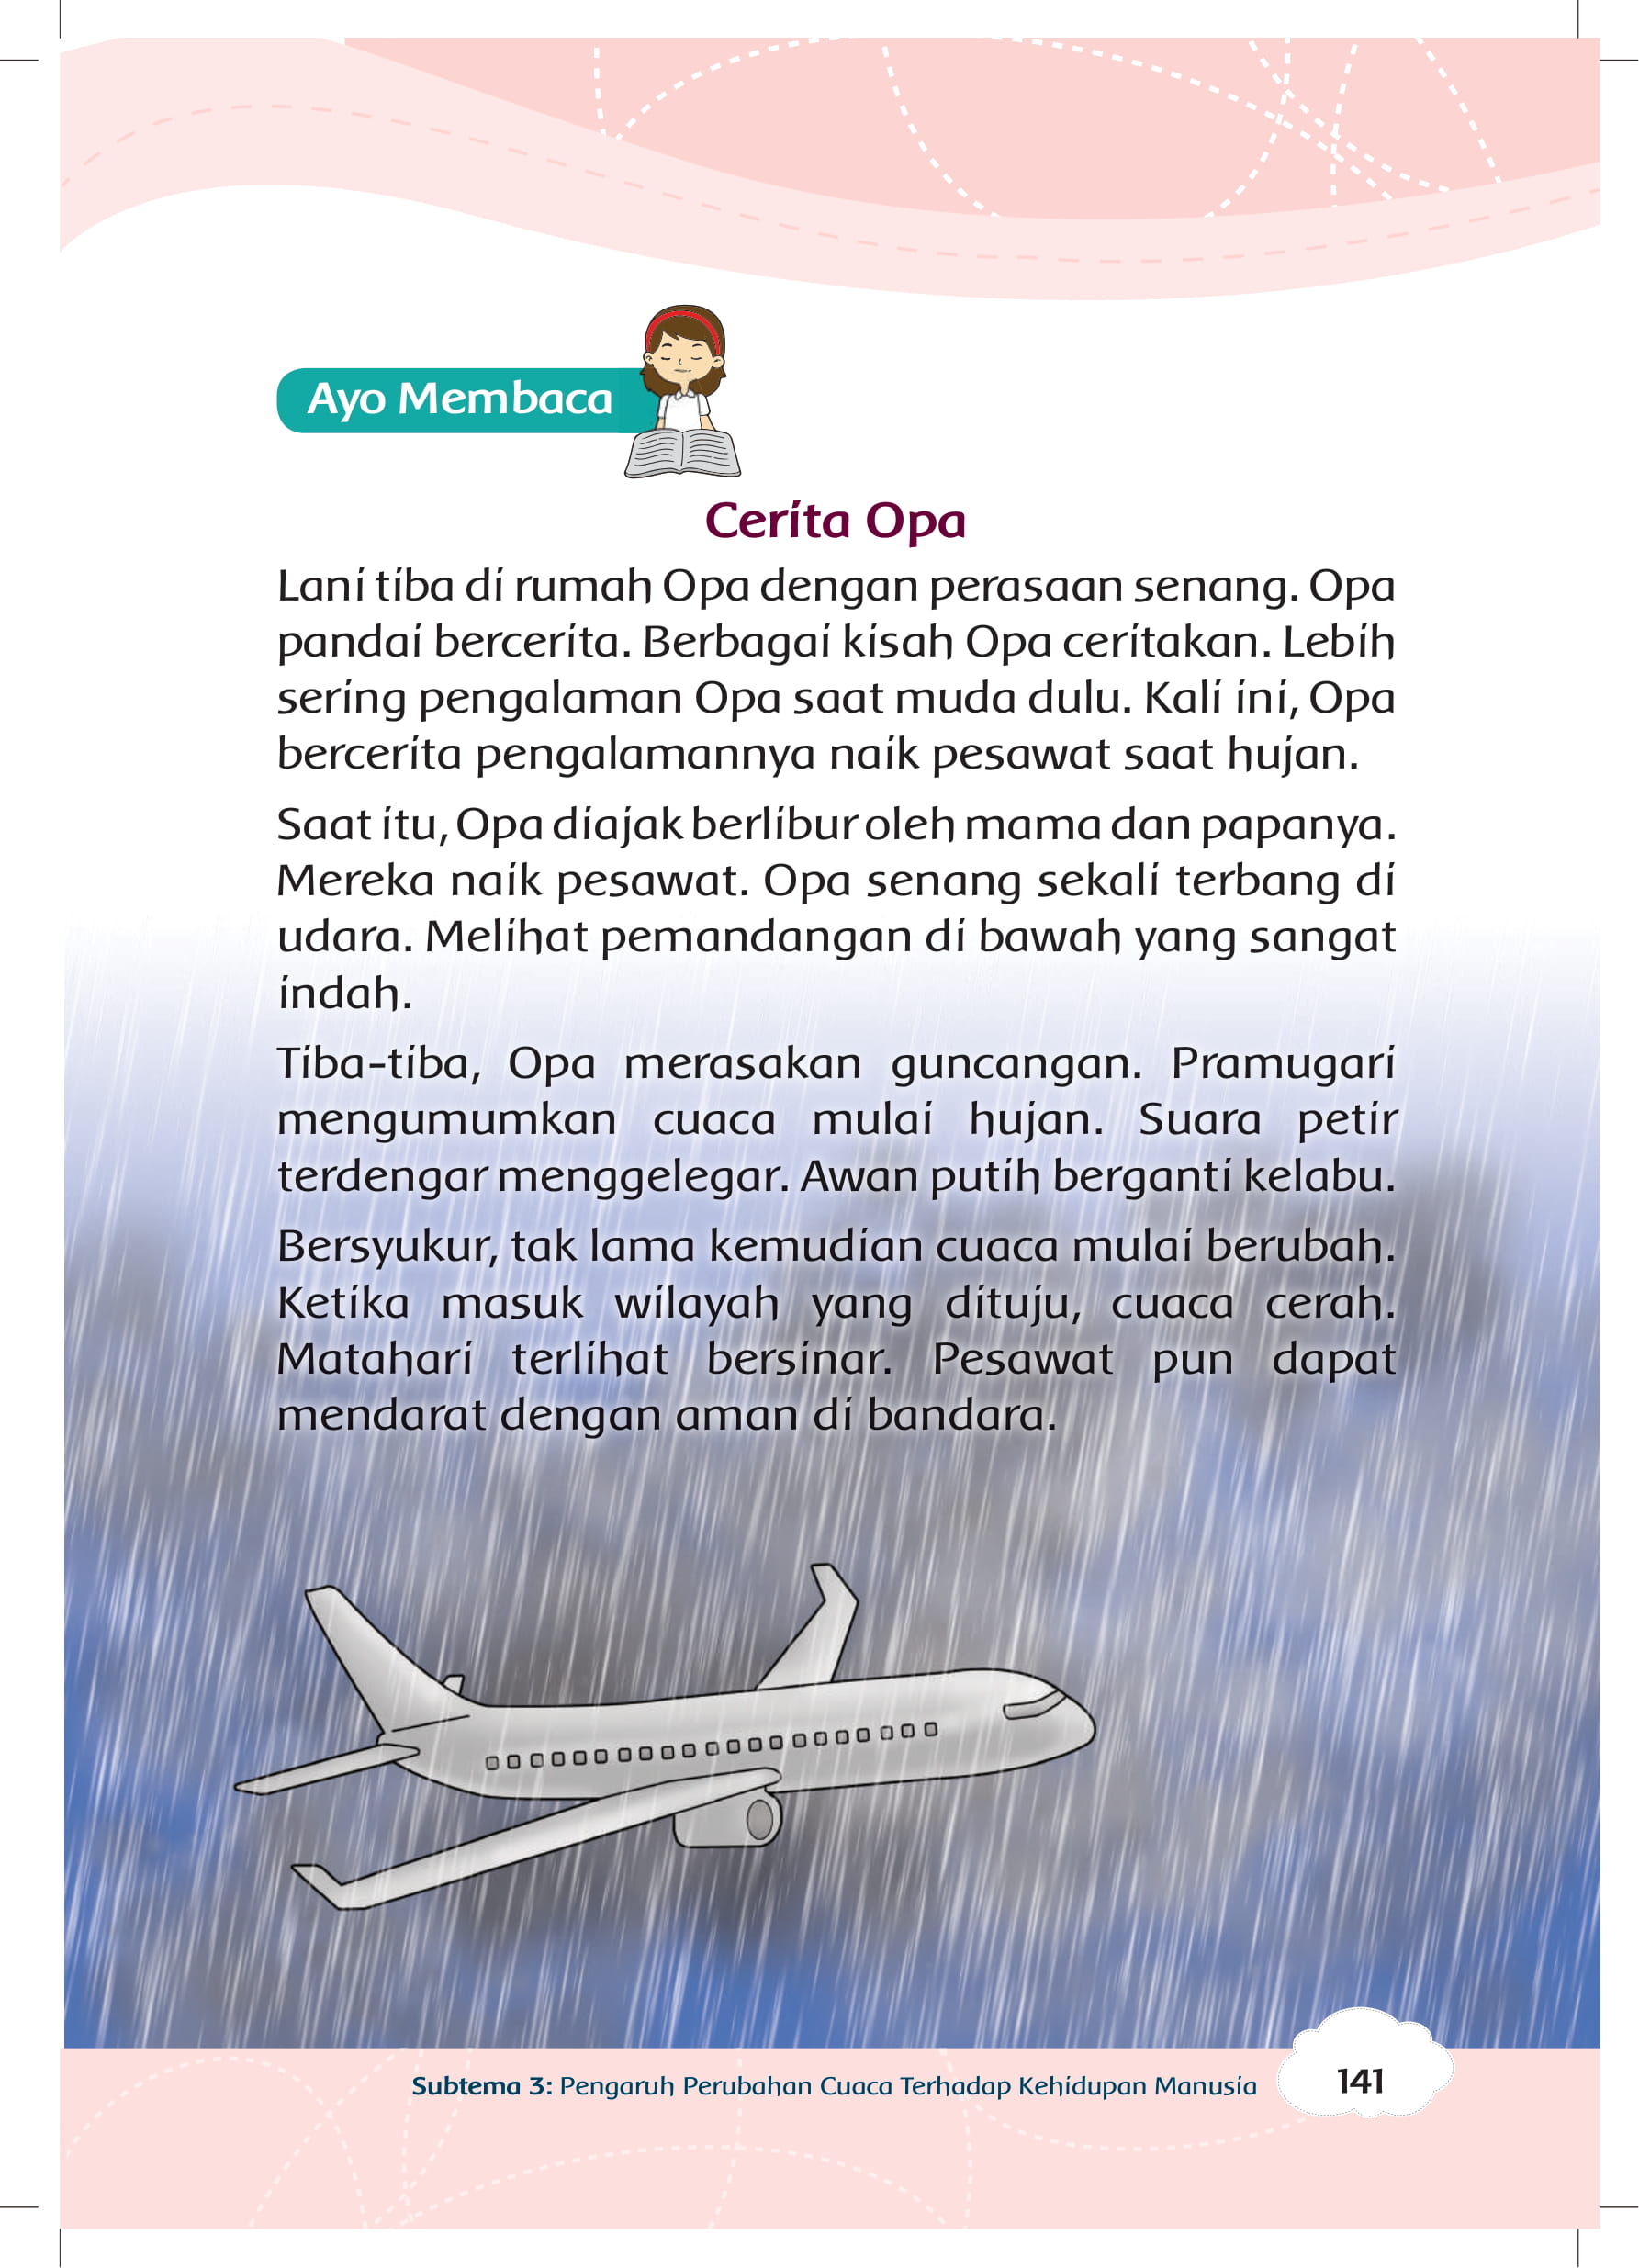 Ayo Membaca
Cerita Opa
Lani tiba di rumah Opa dengan perasaan senang. Opa
pandai bercerita. Berbagai kisah Opa ceritakan. Lebih
sering pengalaman Opa saat muda dulu. Kali ini, Opa
bercerita pengalamannya naik pesawat saat hujan.
Saat itu, Opa diajak berlibur oleh mama dan papanya.
Mereka naik pesawat. Opa senang sekali terbang di
udara. Melihat pemandangan di bawah yang sangat
indah.
Tiba-tiba, Opa merasakan guncangan. Pramugari
mengumumkan cuaca mulai hujan. Suara petir
terdengar menggelegar. Awan putih berganti kelabu.
Bersyukur, tak lama kemudian cuaca mulai berubah.
Ketika masuk wilayah yang dituju, cuaca cerah.
Matahari terlihat bersinar. Pesawat pun dapat
mendarat dengan aman di bandara.
Subtema 3: Pengaruh Perubahan Cuaca Terhadap Kehidupan Manusia
141